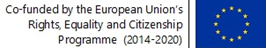 Co-funded by the European Union's
Rights, Equality and Citizenship
Programme (2014-2020)